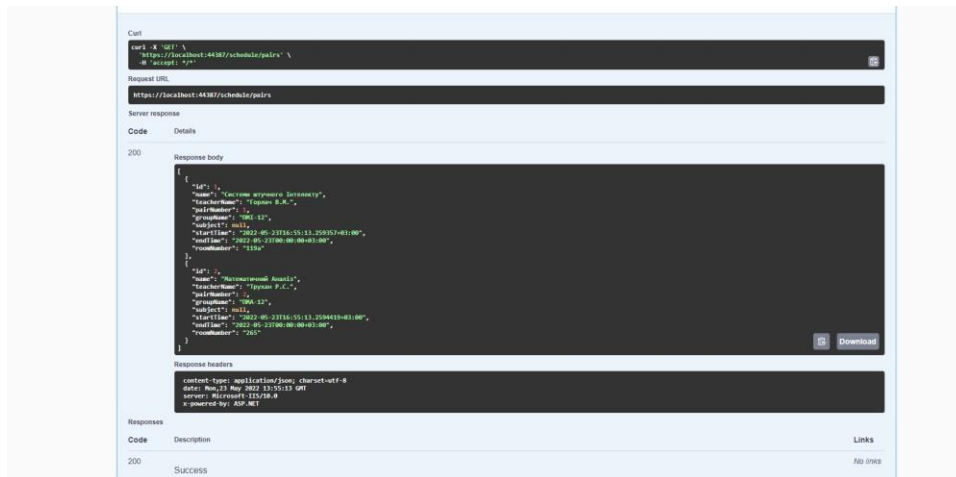 Curl
curl -X 'GET' \
'https://localhost:44387/schedule/pairs' \
-H 'accept: */*'
Request URL
https://localhost:44387/schedule/pairs
Server response
Code Details
200
Response body
[
{
"id": 1,
"name": "Системи штучного Інтелекту",
"teacherName": "Горлач В.М.",
"pairNumber": 1,
"groupName": "ПМІ-12",
"subject": null,
"startTime": "2022-05-23T16:55:13.259357+03:00",
"endTime": "2022-05-23T00:00:00+03:00",
"roomNumber": "119а"
},
{
"id": 2,
"name": "Математичний Аналіз",
"teacherName": "Трухан Р.С.",
"pairNumber": 2,
"groupName": "ПМА-12",
"subject": null,
"startTime": "2022-05-23T16:55:13.2594419+03:00",
"endTime": "2022-05-23T00:00:00+03:00",
"roomNumber": "265"
}
]
Download
Response headers
content-type: application/json; charset=utf-8
date: Mon,23 May 2022 13:55:13 GMT
server: Microsoft-IIS/10.0
x-powered-by: ASP.NET
Responses
Code Description Links
200 Success No links